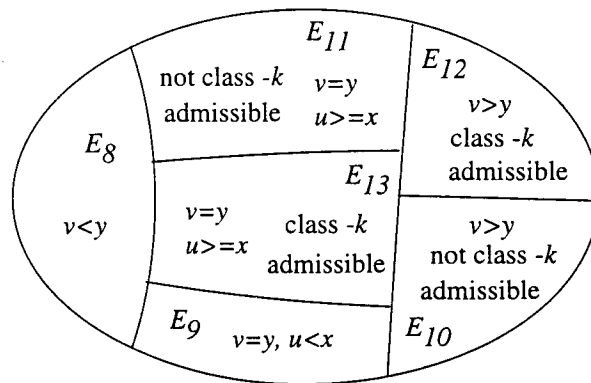 E11
not class -k
admissible
v=y
u>=x
E12
v>y
class -k
admissible
E8
v<y
E13
v=y
u>=x
class -k
admissible
v>y
not class -k
admissible
E10
E9
v=y, u<x